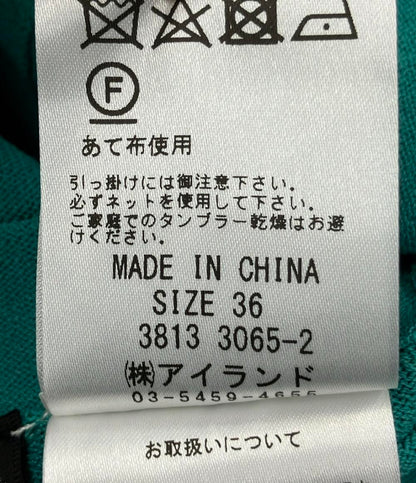 F
あて布使用
引っ掛けには御注意下さい。
必ずネットを使用して下さい。
ご家庭でのタンブラー乾燥はお避
けください。
MADE IN CHINA
SIZE 36
3813 3065-2
㈱アイランド
03-5459-4655
お取扱いについて